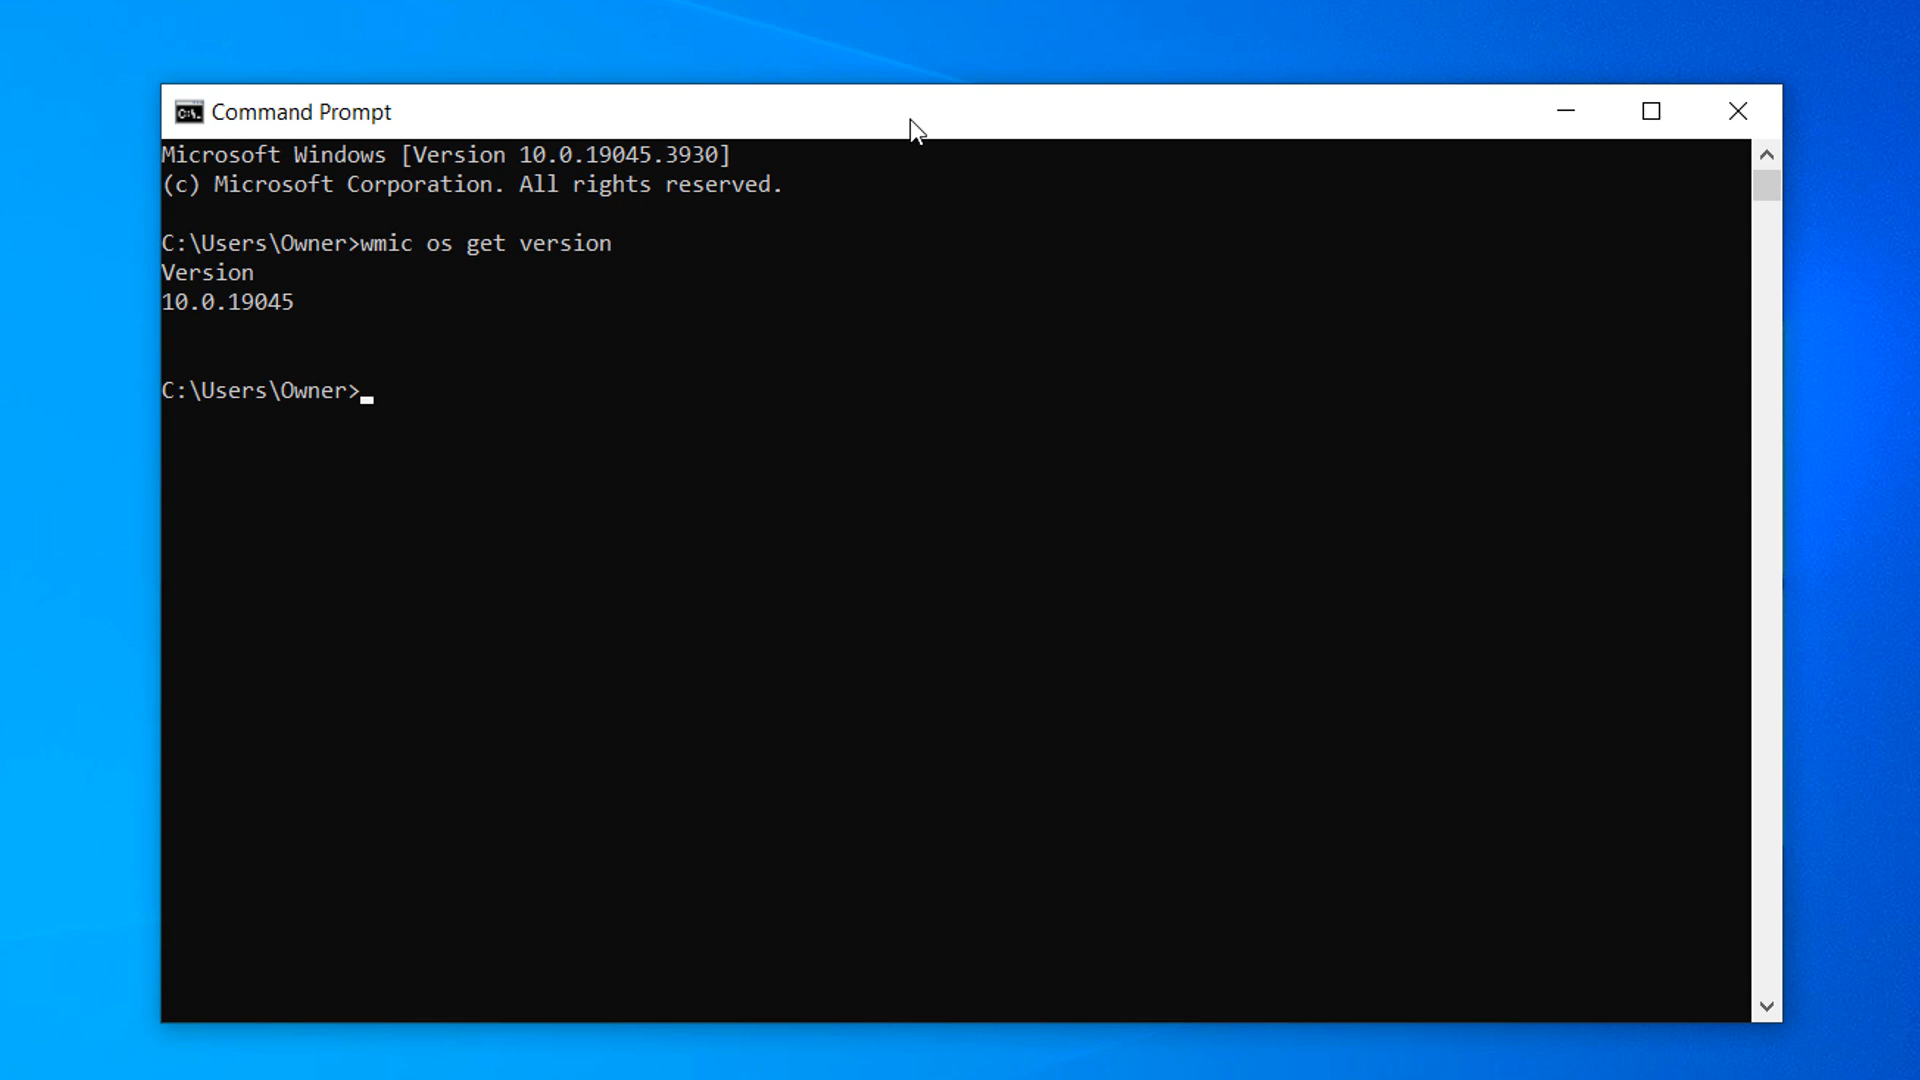 Command Prompt
Microsoft Windows [Version 10.0.19045.3930]
(c) Microsoft Corporation. All rights reserved.
C:\Users\Owner>wmic os get version
Version
10.0.19045
C:\Users\Owner>